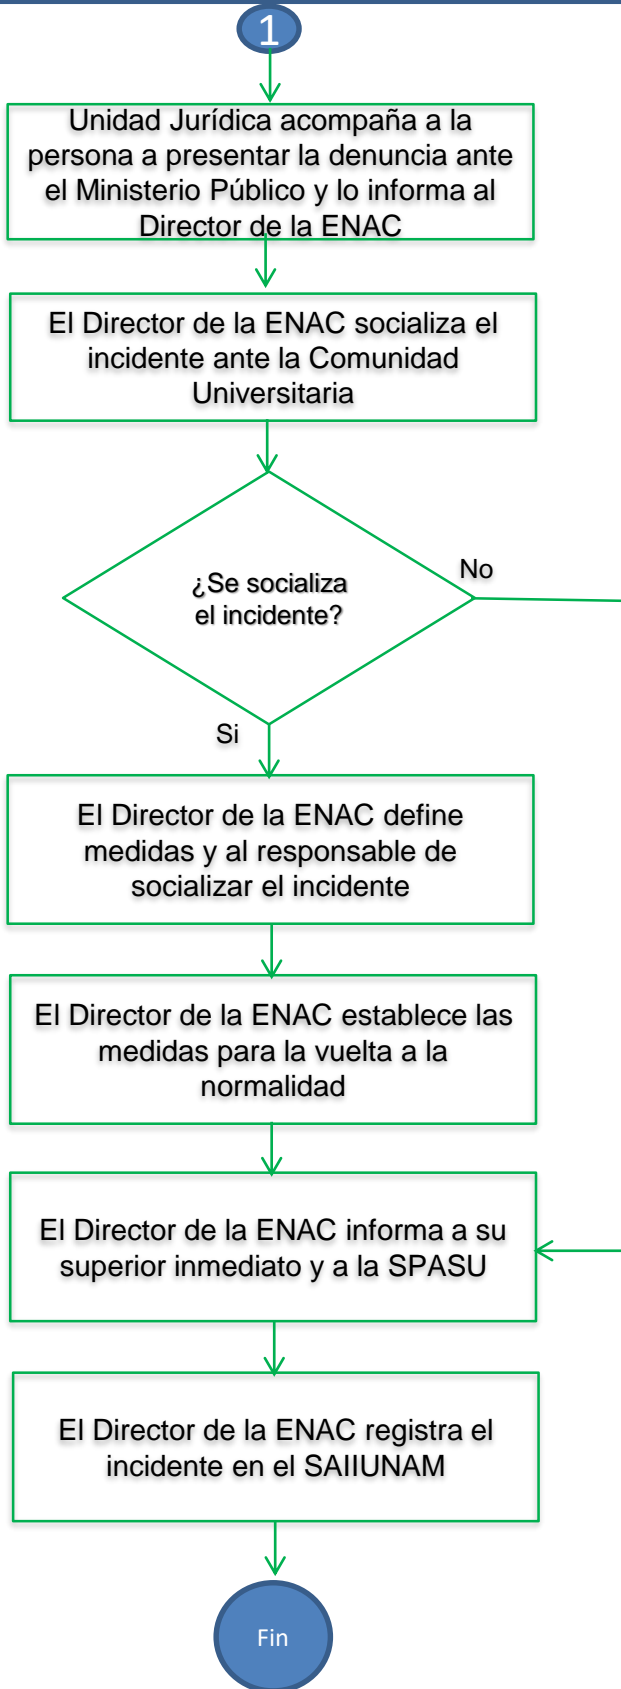 1
Unidad Jurídica acompaña a la
persona a presentar la denuncia ante
el Ministerio Público y lo informa al
Director de la ENAC
El Director de la ENAC socializa el
incidente ante la Comunidad
Universitaria
¿Se socializa
el incidente?
No
Si
El Director de la ENAC define
medidas y al responsable de
socializar el incidente
El Director de la ENAC establece las
medidas para la vuelta a la
normalidad
El Director de la ENAC informa a su
superior inmediato y a la SPASU
El Director de la ENAC registra el
incidente en el SAIIUNAM
Fin